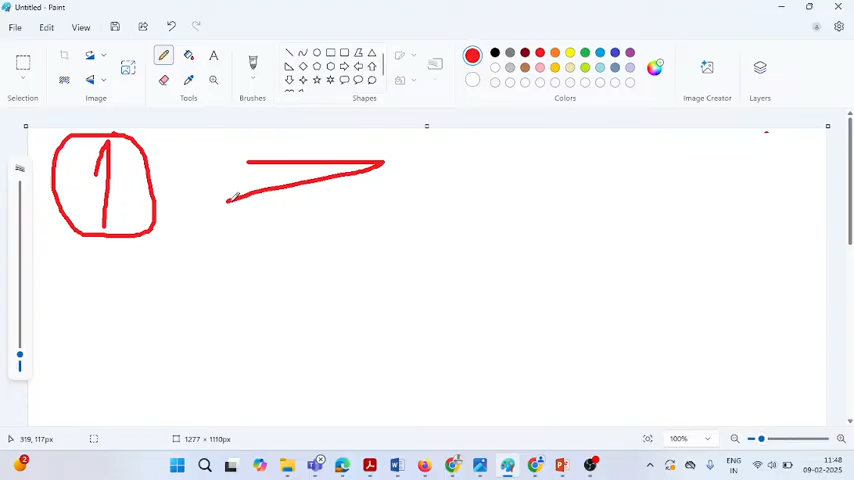 Untitled - Paint
File Edit View
Selection Image Tools Brushes Shapes Colors Image Creator Layers
1
319, 117px 1277 × 1110px 100%
2 ENG 11:48
IN 09-02-2025